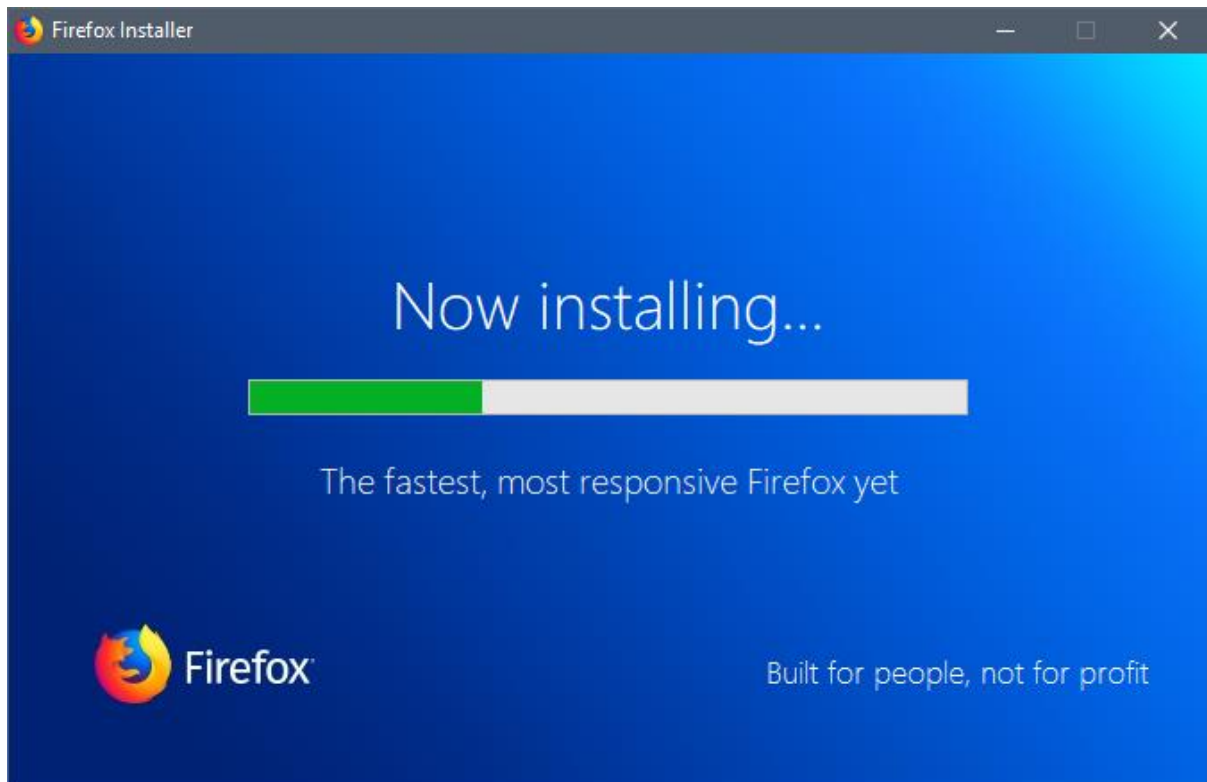 Firefox Installer
Now installing...
The fastest, most responsive Firefox yet
Firefox
Built for people, not for profit